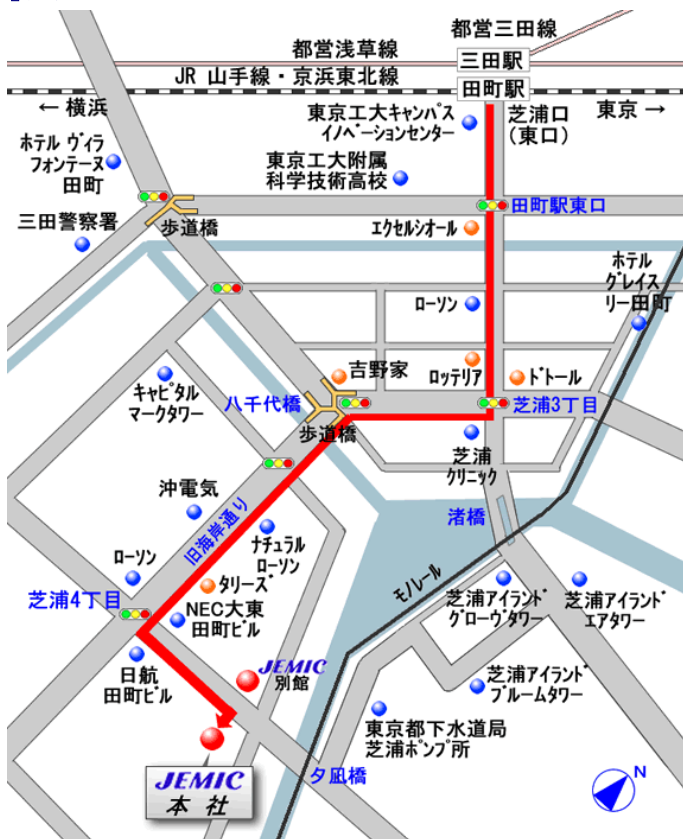 都営三田線
都営浅草線
三田駅
JR 山手線・京浜東北線
田町駅
← 横浜
東京 →
東京工大キャンパス
イノベーションセンター
芝浦口
(東口)
ホテル ヴィラ
フォンテーヌ
田町
東京工大附属
科学技術高校
田町駅東口
三田警察署
歩道橋
エクセルシオール
ホテル
グレイス
リー田町
ローソン
吉野家
ロッテリア
ドトール
キャピタル
マークタワー
八千代橋
芝浦3丁目
歩道橋
芝浦
クリニック
沖電気
旧海岸通り
渚橋
ナチュラル
ローソン
ローソン
モノレール
タリーズ
芝浦4丁目
NEC大東
田町ビル
芝浦アイランド
グローヴタワー
芝浦アイランド
エアタワー
日航
田町ビル
JEMIC
別館
芝浦アイランド
ブルームタワー
東京都下水道局
芝浦ポンプ所
夕凪橋
JEMIC
本 社
N